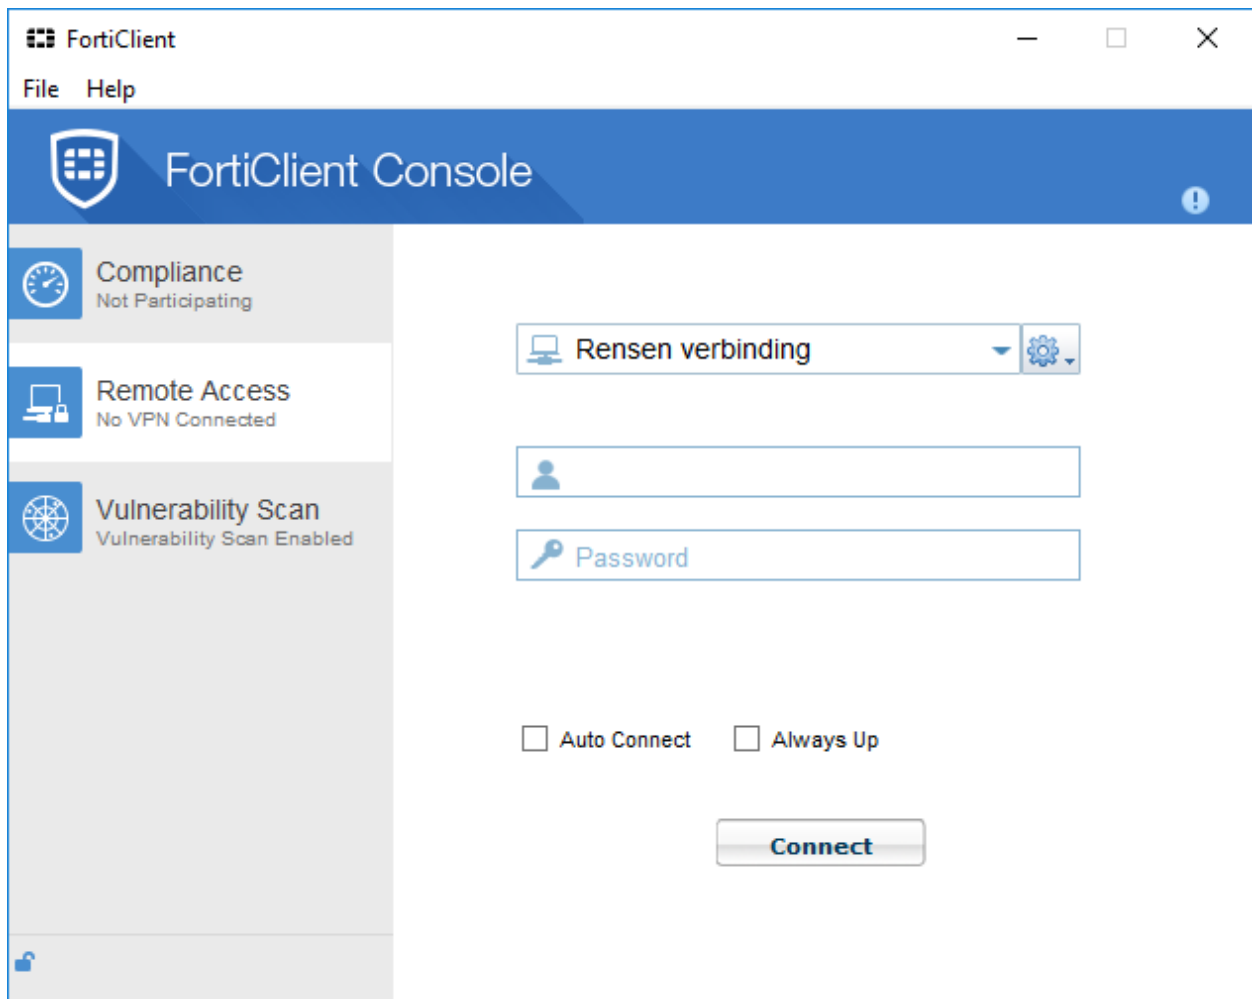 FortiClient
File Help
FortiClient Console
Compliance
Not Participating
Remote Access
No VPN Connected
Vulnerability Scan
Vulnerability Scan Enabled
Rensen verbinding
Password
Auto Connect Always Up
Connect